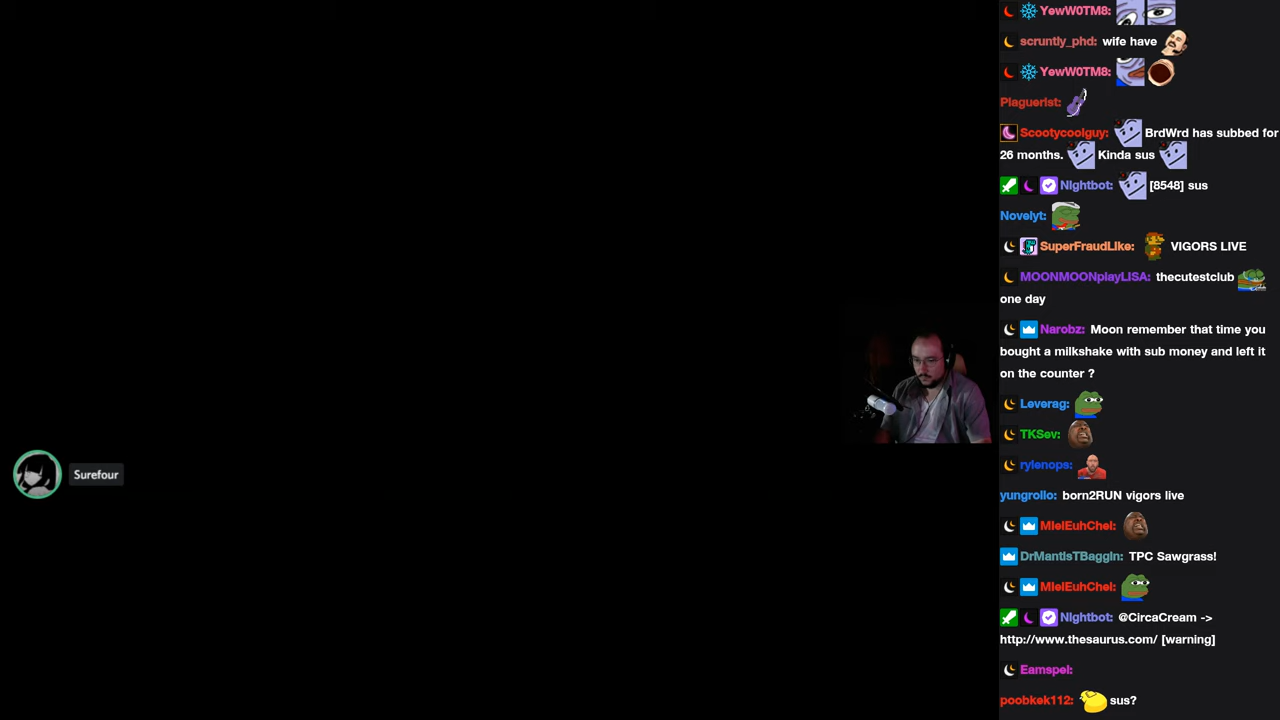 YewW0TM8:
scruntly_phd: wife have
YewW0TM8:
Plaguerist:
Scootycoolguy: BrdWrd has subbed for
26 months. Kinda sus
Nightbot: [8548] sus
Novelyt:
SuperFraudLike: VIGORS LIVE
MOONMOONplayLISA: thecutestclub
one day
Narobz: Moon remember that time you
bought a milkshake with sub money and left it
on the counter ?
Leverag:
TKSev:
rylenops:
Surefour
yungrollo: born2RUN vigors live
MielEuhChel:
DrMantisTBaggin: TPC Sawgrass!
MielEuhChel:
Nightbot: @CircaCream ->
http://www.thesaurus.com/ [warning]
Eamspel:
poobkek112: sus?